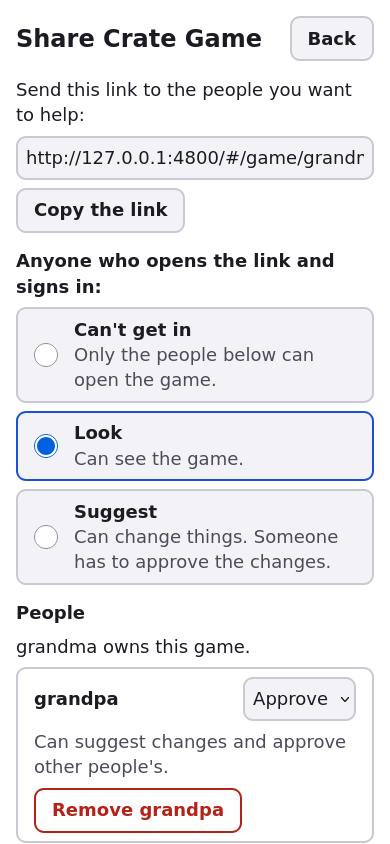 Share Crate Game
Back
Send this link to the people you want
to help:
http://127.0.0.1:4800/#/game/grandr
Copy the link
Anyone who opens the link and
signs in:
Can't get in
Only the people below can
open the game.
Look
Can see the game.
Suggest
Can change things. Someone
has to approve the changes.
People
grandma owns this game.
grandpa
Approve
Can suggest changes and approve
other people's.
Remove grandpa